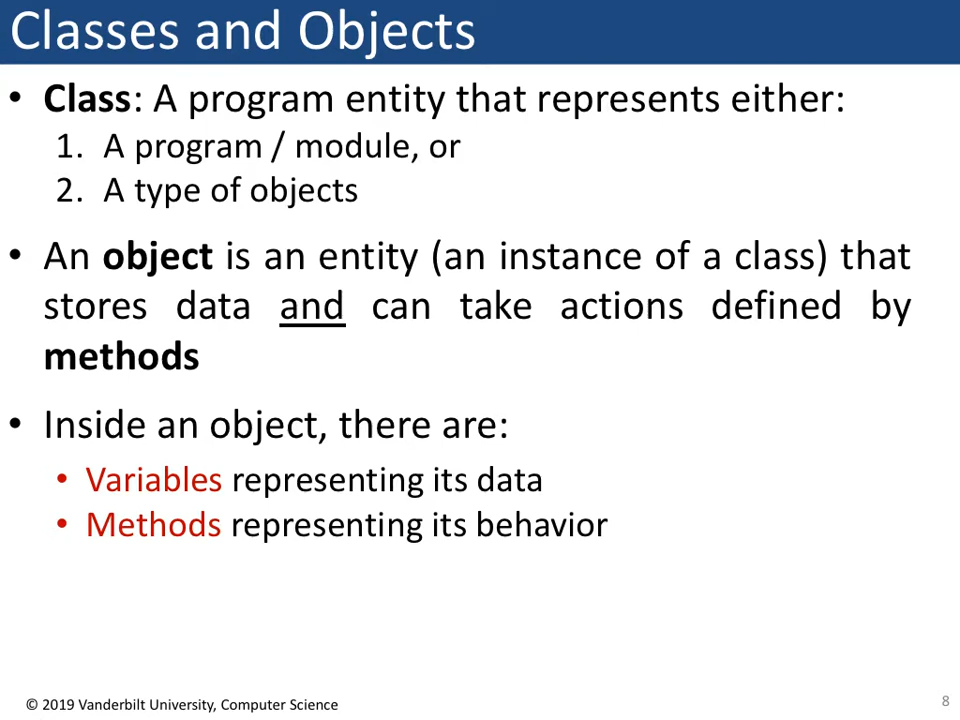 Classes and Objects
• Class: A program entity that represents either:
1. A program / module, or
2. A type of objects
• An object is an entity (an instance of a class) that
stores data and can take actions defined by
methods
• Inside an object, there are:
• Variables representing its data
• Methods representing its behavior
© 2019 Vanderbilt University, Computer Science
8